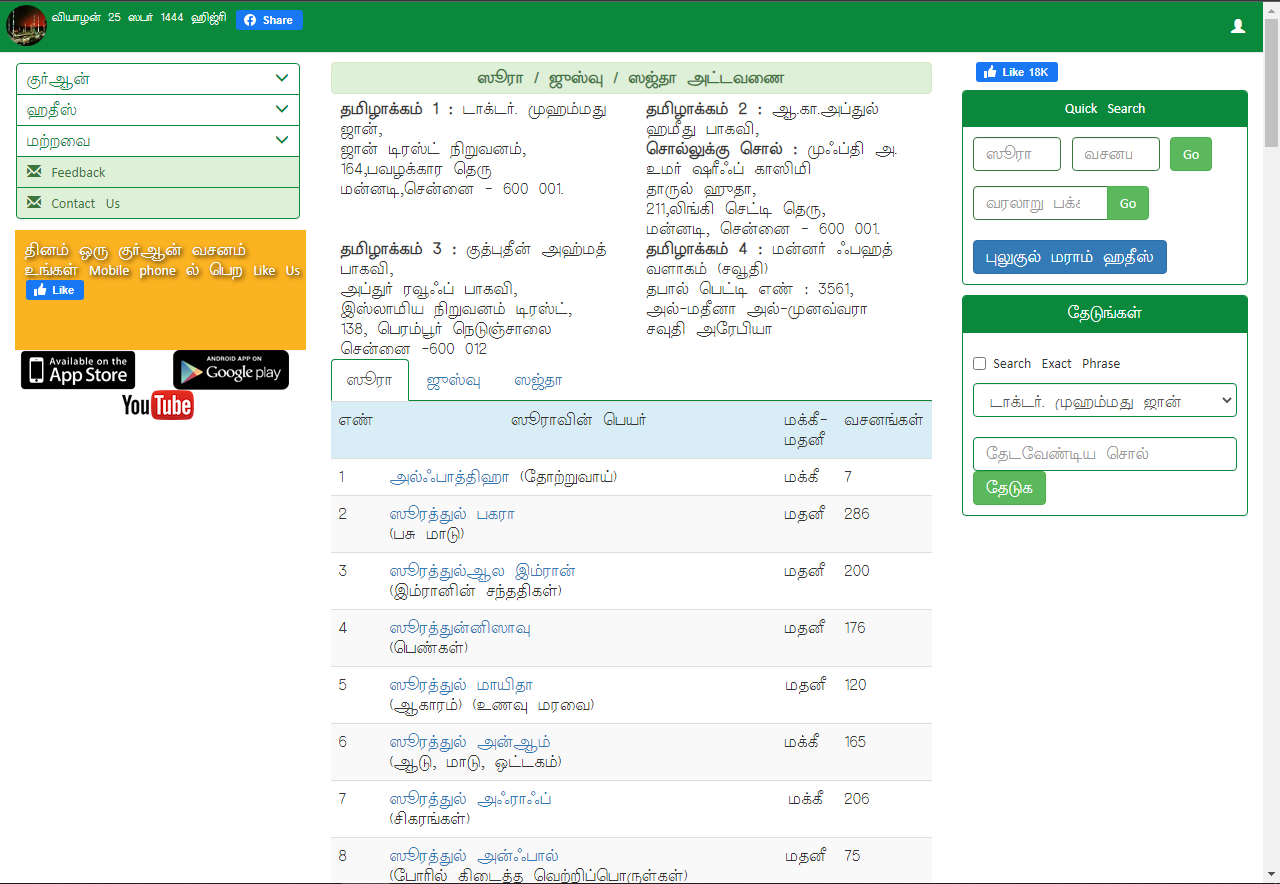 வியாழன் 25 ஸபர் 1444 ஹிஜ்ரி
Share
குர்ஆன்
ஹதீஸ்
மற்றவை
Feedback
Contact Us
தினம் ஒரு குர்ஆன் வசனம்
உங்கள் Mobile phone ல் பெற Like Us
Like
Available on the
App Store
ANDROID APP ON
Google play
YouTube
ஸூரா / ஜுஸ்வு / ஸஜ்தா அட்டவணை
தமிழாக்கம் 1 : டாக்டர். முஹம்மது
ஜான்,
ஜான் டிரஸ்ட் நிறுவனம்,
164,பவழக்கார தெரு
மன்னடி,சென்னை - 600 001.
தமிழாக்கம் 2 : ஆ.கா.அப்துல்
ஹமீது பாகவி,
சொல்லுக்கு சொல் : முஃப்தி அ.
உமர் ஷரீஃப் காஸிமி
தாருல் ஹுதா,
211,லிங்கி செட்டி தெரு,
மன்னடி, சென்னை - 600 001.
தமிழாக்கம் 3 : குத்புதீன் அஹ்மத்
பாகவி,
அப்துர் ரவூஃப் பாகவி,
இஸ்லாமிய நிறுவனம் டிரஸ்ட்,
138, பெரம்பூர் நெடுஞ்சாலை
சென்னை -600 012
தமிழாக்கம் 4 : மன்னர் ஃபஹத்
வளாகம் (சவூதி)
தபால் பெட்டி எண் : 3561,
அல்-மதீனா அல்-முனவ்வரா
சவுதி அரேபியா
ஸூரா ஜுஸ்வு ஸஜ்தா
எண் ஸூராவின் பெயர் மக்கீ- வசனங்கள்
மதனீ
1 அல்ஃபாத்திஹா (தோற்றுவாய்) மக்கீ 7
2 ஸூரத்துல் பகரா மதனீ 286
(பசு மாடு)
3 ஸூரத்துல்ஆல இம்ரான் மதனீ 200
(இம்ரானின் சந்ததிகள்)
4 ஸூரத்துன்னிஸாவு மதனீ 176
(பெண்கள்)
5 ஸூரத்துல் மாயிதா மதனீ 120
(ஆகாரம்) (உணவு மரவை)
6 ஸூரத்துல் அன்ஆம் மக்கீ 165
(ஆடு, மாடு, ஒட்டகம்)
7 ஸூரத்துல் அஃராஃப் மக்கீ 206
(சிகரங்கள்)
8 ஸூரத்துல் அன்ஃபால் மதனீ 75
(போரில் கிடைத்த வெற்றிப்பொருள்கள்)
Like 18K
Quick Search
ஸூரா
வசனப
Go
வரலாறு பக்க
Go
புலுகுல் மராம் ஹதீஸ்
தேடுங்கள்
Search Exact Phrase
டாக்டர். முஹம்மது ஜான்
தேடவேண்டிய சொல்
தேடுக